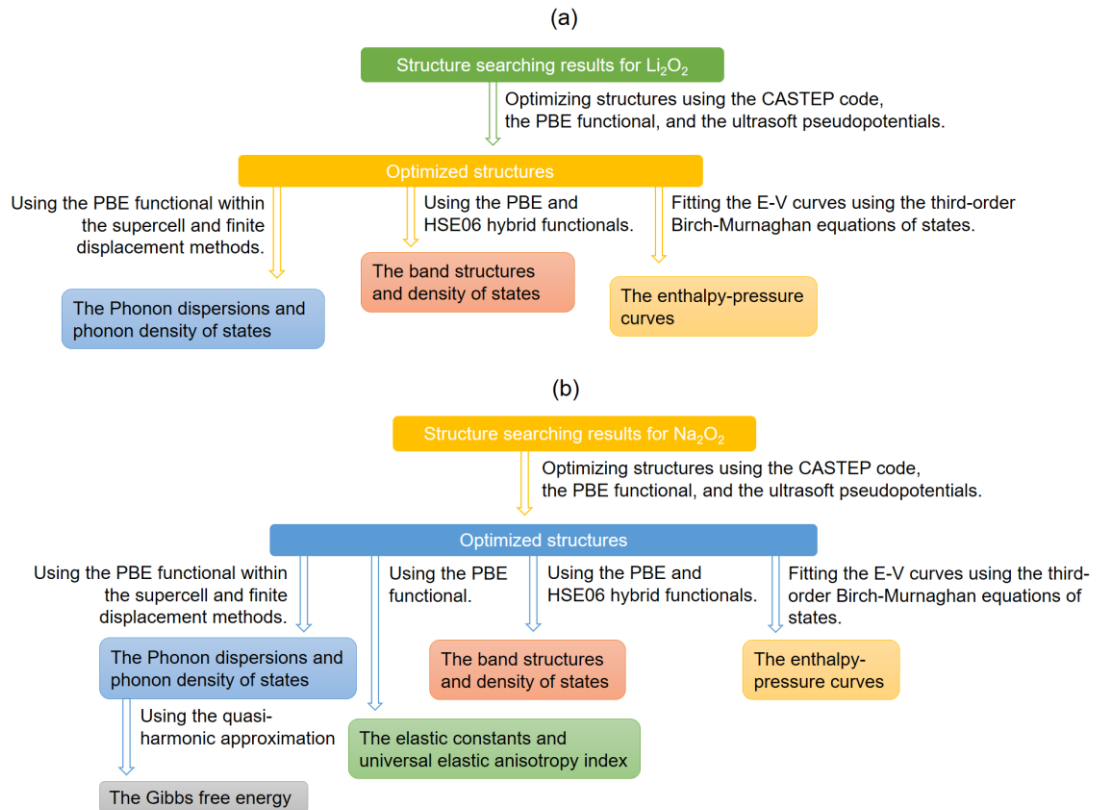 (a)
Structure searching results for Li₂O₂
Optimizing structures using the CASTEP code,
the PBE functional, and the ultrasoft pseudopotentials.
Optimized structures
Using the PBE functional within
the supercell and finite
displacement methods.
Using the PBE and
HSE06 hybrid functionals.
Fitting the E-V curves using the third-order
Birch-Murnaghan equations of states.
The Phonon dispersions and
phonon density of states
The band structures
and density of states
The enthalpy-pressure
curves
(b)
Structure searching results for Na₂O₂
Optimizing structures using the CASTEP code,
the PBE functional, and the ultrasoft pseudopotentials.
Optimized structures
Using the PBE functional within
the supercell and finite
displacement methods.
Using the PBE
functional.
Using the PBE and
HSE06 hybrid functionals.
Fitting the E-V curves using the third-
order Birch-Murnaghan equations of
states.
The Phonon dispersions and
phonon density of states
The band structures
and density of states
The enthalpy-
pressure curves
Using the quasi-
harmonic approximation
The elastic constants and
universal elastic anisotropy index
The Gibbs free energy